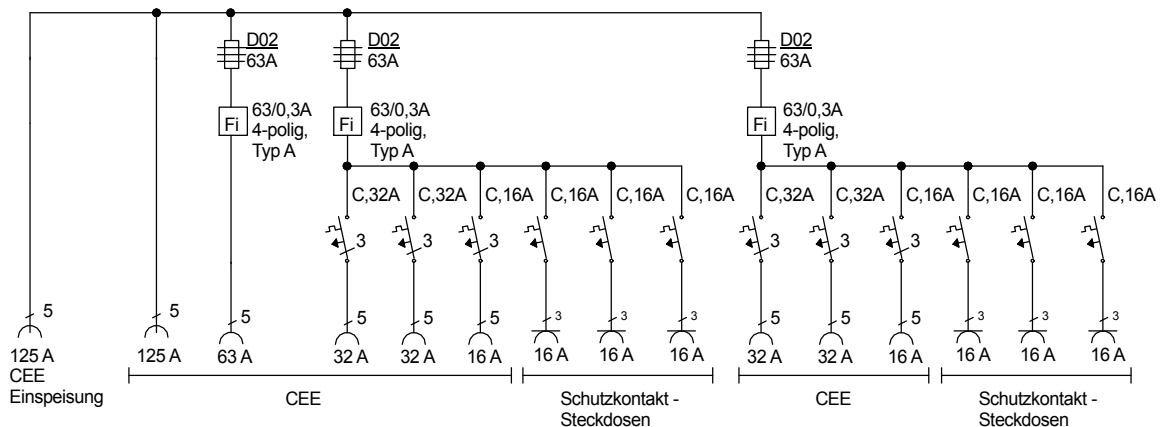 D02
63A
D02
63A
D02
63A
Fi
63/0,3A
4-polig,
Typ A
Fi
63/0,3A
4-polig,
Typ A
Fi
63/0,3A
4-polig,
Typ A
C,32A C,32A C,16A C,16A C,16A C,16A C,32A C,32A C,16A C,16A C,16A C,16A
3 3 3 3 3 3
5 5 5 5 5 5 3 3 3 5 5 5 3 3 3
125 A 125 A 63 A 32 A 32 A 16 A 16 A 16 A 16 A 32 A 32 A 16 A 16 A 16 A 16 A
CEE
Einspeisung
CEE
Schutzkontakt -
Steckdosen
CEE
Schutzkontakt -
Steckdosen